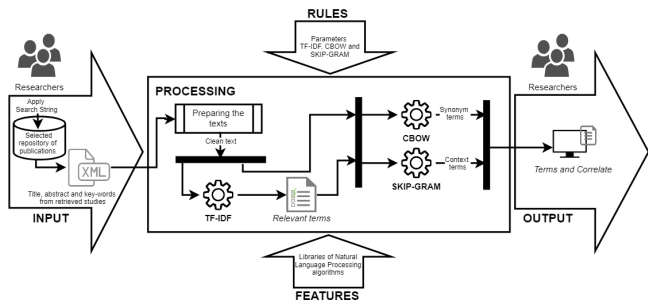 RULES
Parameters
TF-IDF, CBOW and
SKIP-GRAM
Researchers
Apply
Search String
Selected
repository of
publications
XML
Title, abstract and key-words
from retrieved studies
INPUT
PROCESSING
Preparing the
texts
Clean text
TF-IDF
Relevant terms
CBOW
Synonym
terms
SKIP-GRAM
Context
terms
Researchers
Terms and Correlate
OUTPUT
Libraries of Natural
Language Processing
algorithms
FEATURES